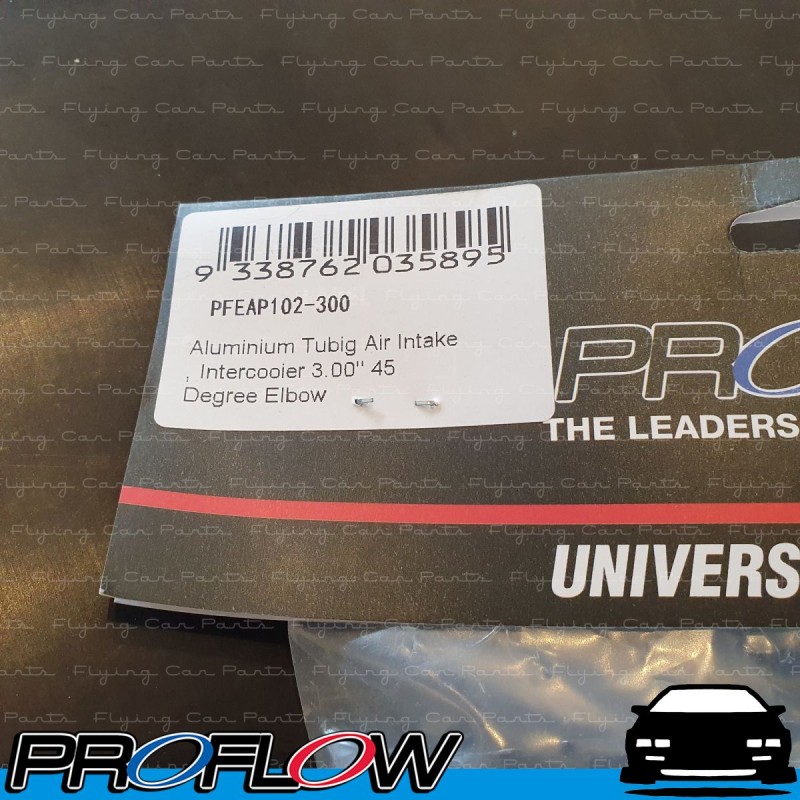 Flying Car Parts
9 338762 035895
PFEAP102-300
Aluminium Tubig Air Intake
, Intercooier 3.00" 45
Degree Elbow
PRO
THE LEADERS
UNIVERS
PROFLOW